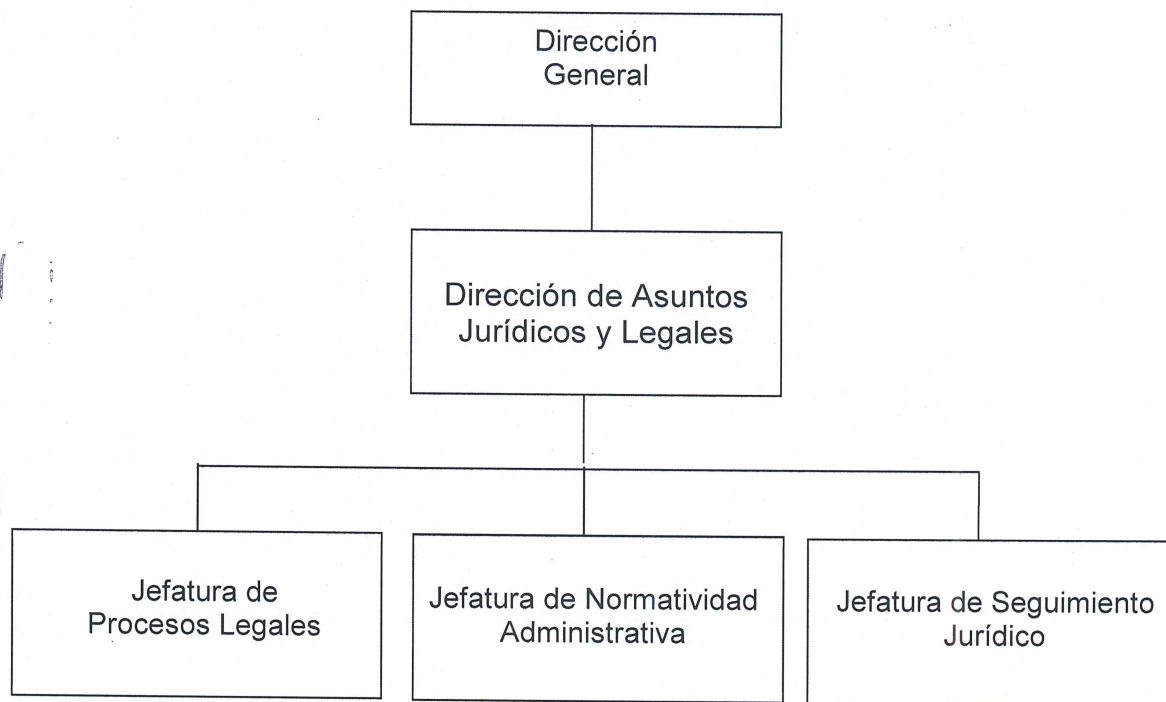 Dirección
General
Dirección de Asuntos
Jurídicos y Legales
Jefatura de
Procesos Legales
Jefatura de Normatividad
Administrativa
Jefatura de Seguimiento
Jurídico